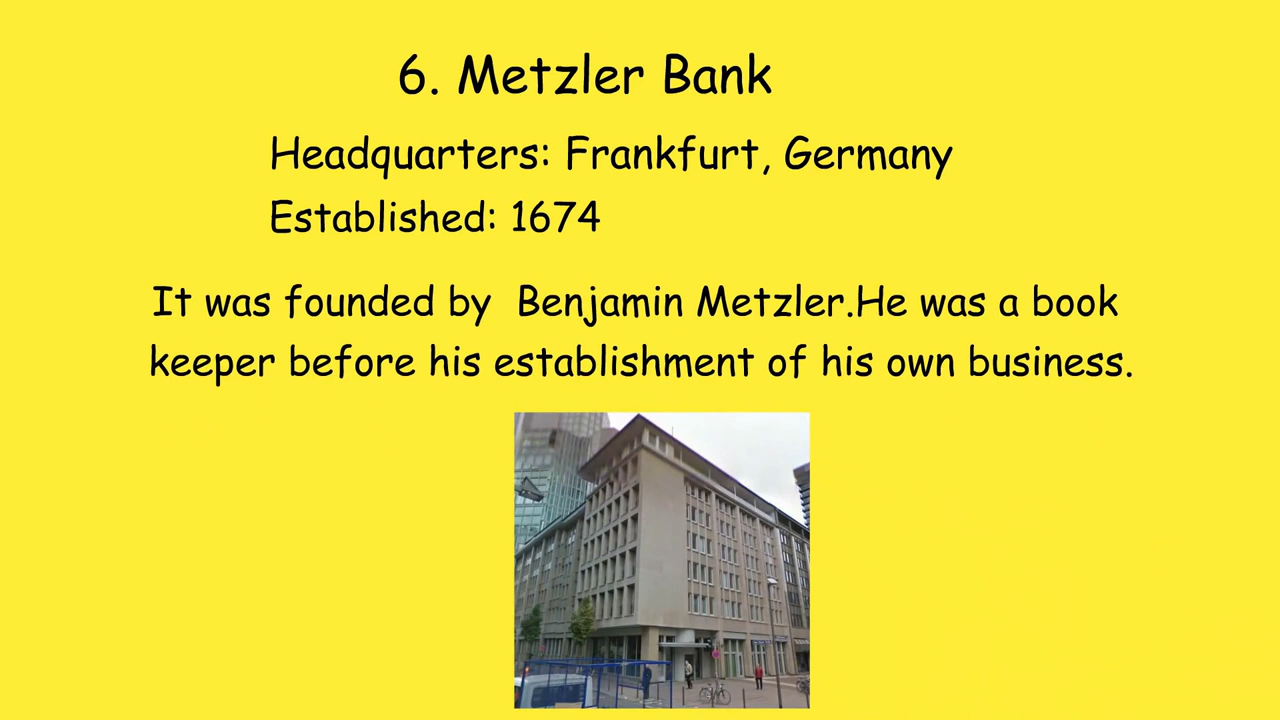 6. Metzler Bank
Headquarters: Frankfurt, Germany
Established: 1674
It was founded by  Benjamin Metzler.He was a book
keeper before his establishment of his own business.